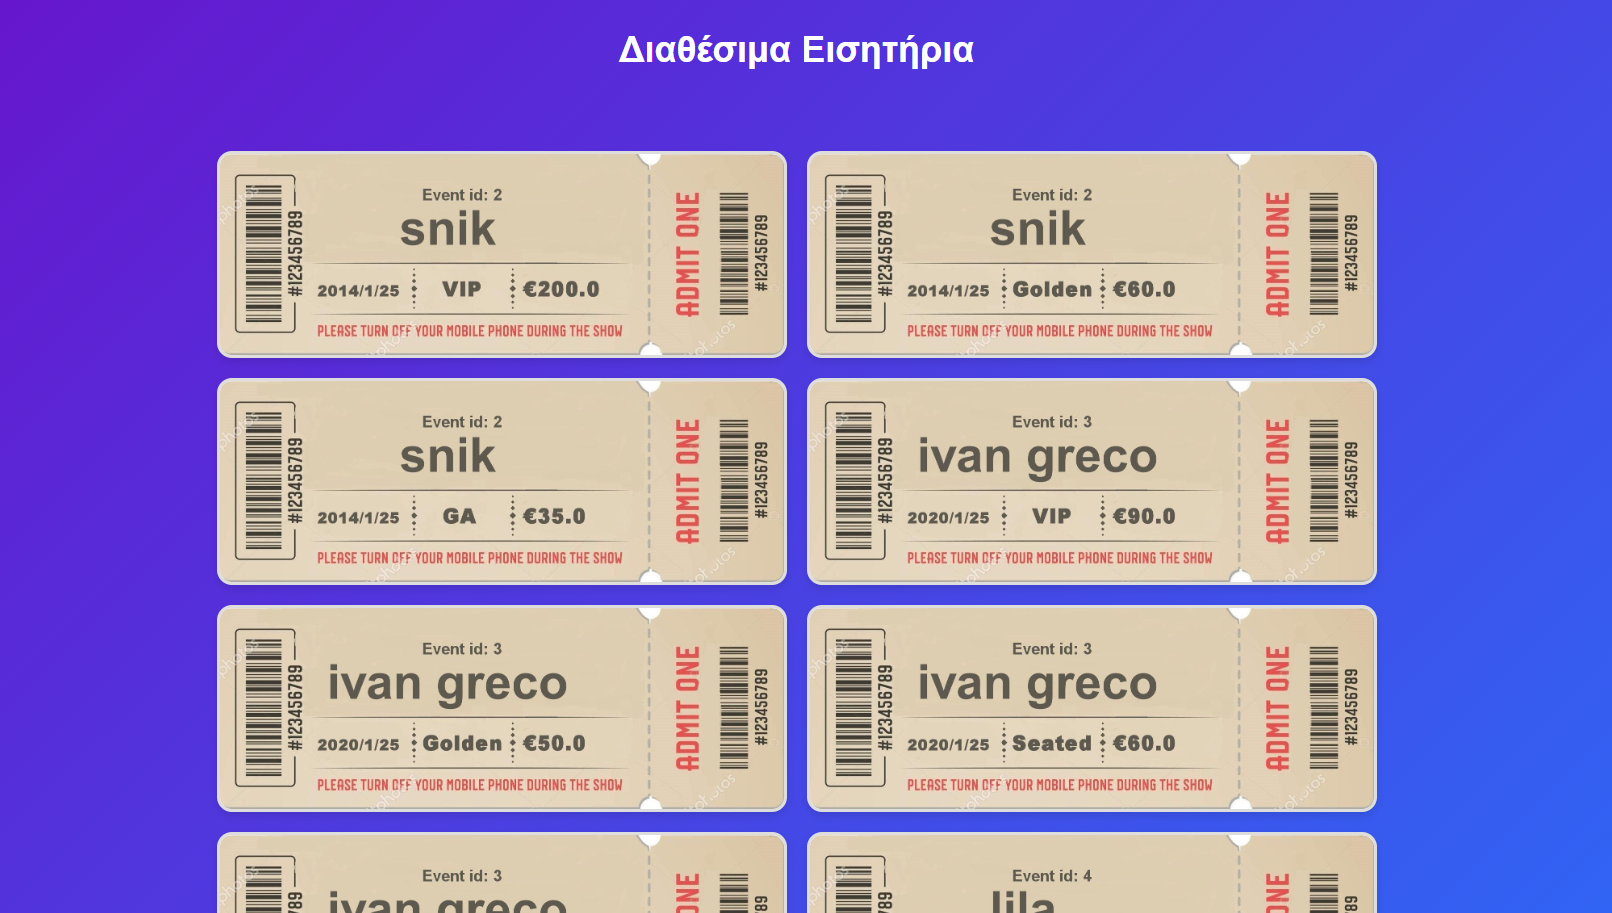 Διαθέσιμα Εισητήρια
Event id: 2
snik
2014/1/25 VIP €200.0
PLEASE TURN OFF YOUR MOBILE PHONE DURING THE SHOW
#123456789
ADMIT ONE
#123456789
Event id: 2
snik
2014/1/25 Golden €60.0
PLEASE TURN OFF YOUR MOBILE PHONE DURING THE SHOW
#123456789
ADMIT ONE
#123456789
Event id: 2
snik
2014/1/25 GA €35.0
PLEASE TURN OFF YOUR MOBILE PHONE DURING THE SHOW
#123456789
ADMIT ONE
#123456789
Event id: 3
ivan greco
2020/1/25 VIP €90.0
PLEASE TURN OFF YOUR MOBILE PHONE DURING THE SHOW
#123456789
ADMIT ONE
#123456789
Event id: 3
ivan greco
2020/1/25 Golden €50.0
PLEASE TURN OFF YOUR MOBILE PHONE DURING THE SHOW
#123456789
ADMIT ONE
#123456789
Event id: 3
ivan greco
2020/1/25 Seated €60.0
PLEASE TURN OFF YOUR MOBILE PHONE DURING THE SHOW
#123456789
ADMIT ONE
#123456789
Event id: 3
ivan greco
ONE
Event id: 4
lila
ONE